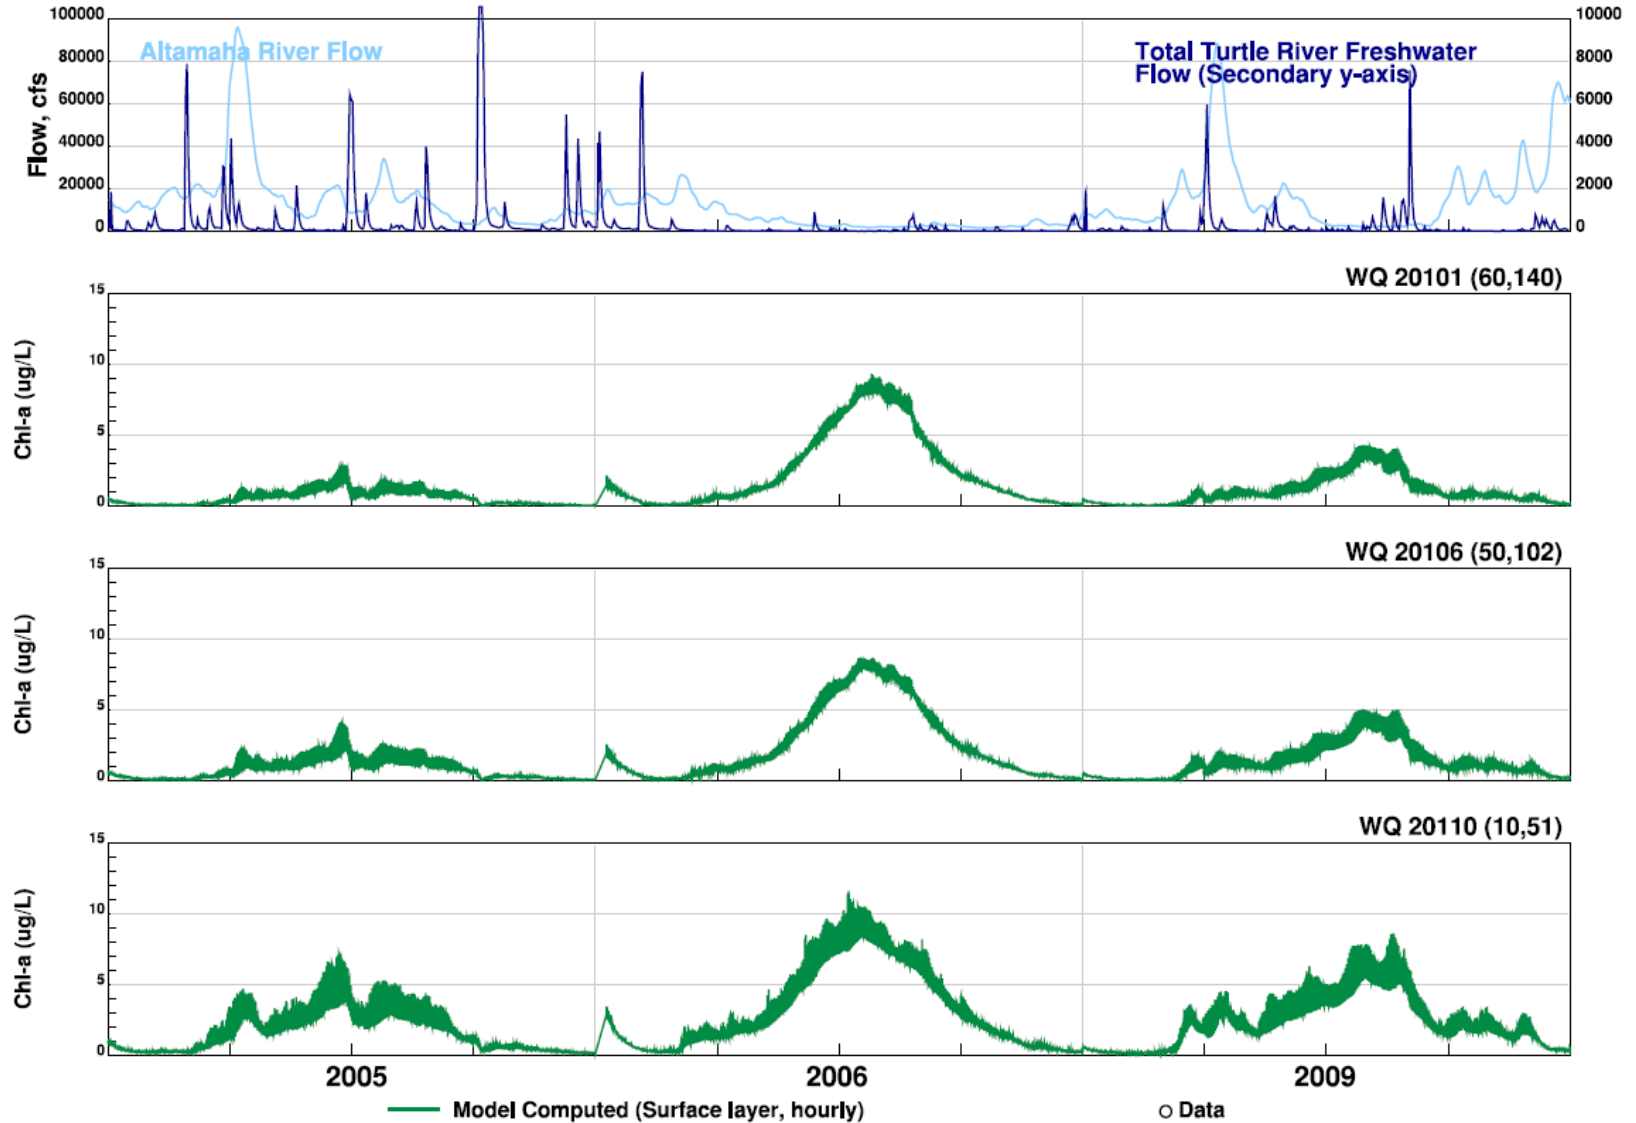 100000
80000
60000
40000
20000
0
Flow, cfs
Altamaha River Flow
Total Turtle River Freshwater
Flow (Secondary y-axis)
10000
8000
6000
4000
2000
0
WQ 20101 (60,140)
15
10
5
0
Chl-a (ug/L)
WQ 20106 (50,102)
15
10
5
0
Chl-a (ug/L)
WQ 20110 (10,51)
15
10
5
0
Chl-a (ug/L)
2005 2006 2009
Model Computed (Surface layer, hourly) Data